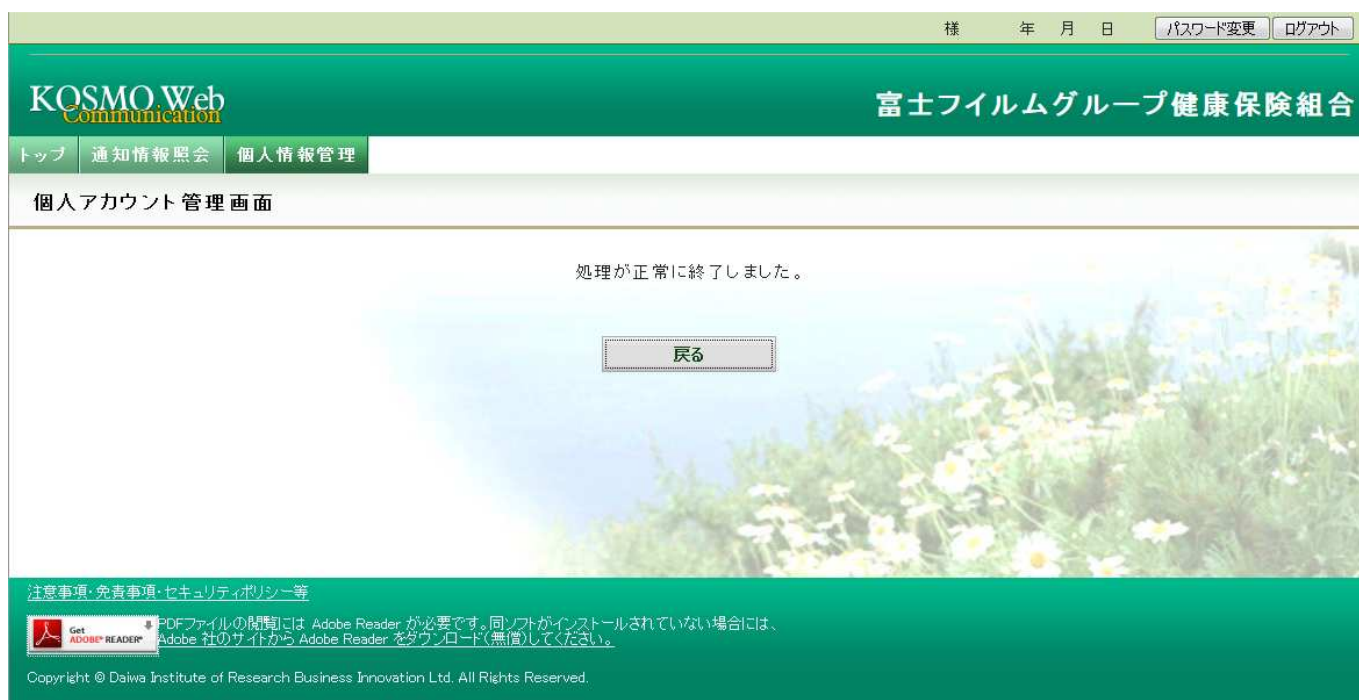 様 年 月 日 パスワード変更 ログアウト
KOSMO Web
Communication
富士フイルムグループ健康保険組合
トップ 通知情報照会 個人情報管理
個人アカウント管理画面
処理が正常に終了しました。
戻る
注意事項・免責事項・セキュリティポリシー等
Get
ADOBE® READER®
PDFファイルの閲覧には Adobe Reader が必要です。同ソフトがインストールされていない場合には、
Adobe 社のサイトから Adobe Reader をダウンロード(無償)してください。
Copyright © Daiwa Institute of Research Business Innovation Ltd. All Rights Reserved.